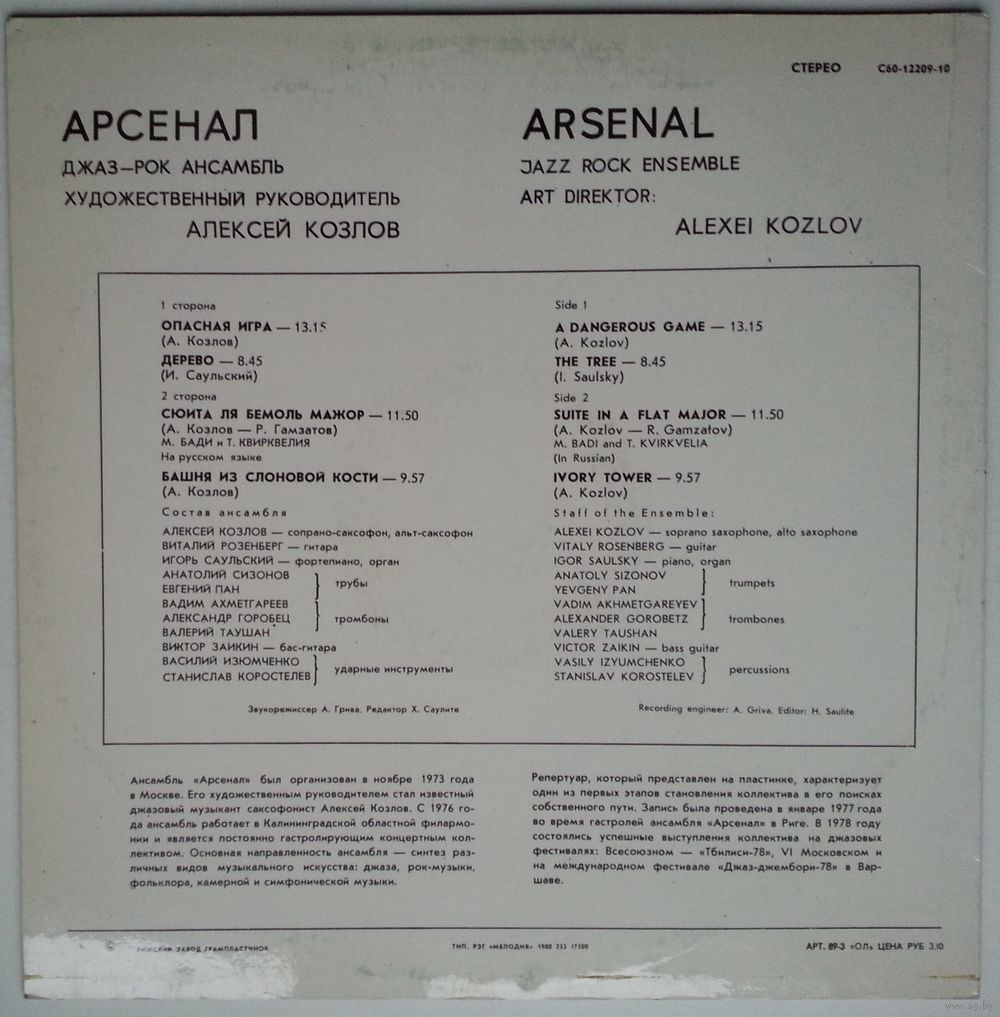 СТЕРЕО С60-12209-10
АРСЕНАЛ
ДЖАЗ—РОК АНСАМБЛЬ
ХУДОЖЕСТВЕННЫЙ РУКОВОДИТЕЛЬ
АЛЕКСЕЙ КОЗЛОВ
ARSENAL
JAZZ ROCK ENSEMBLE
ART DIREKTOR:
ALEXEI KOZLOV
1 сторона
ОПАСНАЯ ИГРА — 13.15
(А. Козлов)
ДЕРЕВО — 8.45
(И. Саульский)
2 сторона
СЮИТА ЛЯ БЕМОЛЬ МАЖОР — 11.50
(А. Козлов — Р. Гамзатов)
М. БАДИ и Т. КВИРКВЕЛИЯ
На русском языке
БАШНЯ ИЗ СЛОНОВОЙ КОСТИ — 9.57
(А. Козлов)
Состав ансамбля
АЛЕКСЕЙ КОЗЛОВ — сопрано-саксофон, альт-саксофон
ВИТАЛИЙ РОЗЕНБЕРГ — гитара
ИГОРЬ САУЛЬСКИЙ — фортепиано, орган
АНАТОЛИЙ СИЗОНОВ
ЕВГЕНИЙ ПАН
трубы
ВАДИМ АХМЕТГАРЕЕВ
АЛЕКСАНДР ГОРОБЕЦ
ВАЛЕРИЙ ТАУШАН
тромбоны
ВИКТОР ЗАИКИН — бас-гитара
ВАСИЛИЙ ИЗЮМЧЕНКО
СТАНИСЛАВ КОРОСТЕЛЕВ
ударные инструменты
Звукорежиссер А. Грива. Редактор Х. Саулите
Side 1
A DANGEROUS GAME — 13.15
(A. Kozlov)
THE TREE — 8.45
(I. Saulsky)
Side 2
SUITE IN A FLAT MAJOR — 11.50
(A. Kozlov — R. Gamzatov)
M. BADI and T. KVIRKVELIA
(In Russian)
IVORY TOWER — 9.57
(A. Kozlov)
Staff of the Ensemble:
ALEXEI KOZLOV — soprano saxophone, alto saxophone
VITALY ROSENBERG — guitar
IGOR SAULSKY — piano, organ
ANATOLY SIZONOV
YEVGENY PAN
trumpets
VADIM AKHMETGAREYEV
ALEXANDER GOROBETZ
VALERY TAUSHAN
trombones
VICTOR ZAIKIN — bass guitar
VASILY IZYUMCHENKO
STANISLAV KOROSTELEV
percussions
Recording engineer: A. Griva. Editor: H. Saulite
Ансамбль «Арсенал» был организован в ноябре 1973 года
в Москве. Его художественным руководителем стал известный
джазовый музыкант саксофонист Алексей Козлов. С 1976 го-
да ансамбль работает в Калининградской областной филармо-
нии и является постоянно гастролирующим концертным кол-
лективом. Основная направленность ансамбля — синтез раз-
личных видов музыкального искусства: джаза, рок-музыки,
фольклора, камерной и симфонической музыки.
Репертуар, который представлен на пластинке, характеризует
один из первых этапов становления коллектива в его поисках
собственного пути. Запись была проведена в январе 1977 года
во время гастролей ансамбля «Арсенал» в Риге. В 1978 году
состоялись успешные выступления коллектива на джазовых
фестивалях: Всесоюзном — «Тбилиси-78», VI Московском и
на международном фестивале «Джаз-джембори-78» в Вар-
шаве.
РИЖСКИЙ ЗАВОД ГРАМПЛАСТИНОК
ТИП. РЗГ «МЕЛОДИЯ» 1980 253 17500
АРТ. 89-3 «ОЛ» ЦЕНА РУБ 3.10
www.ay.by